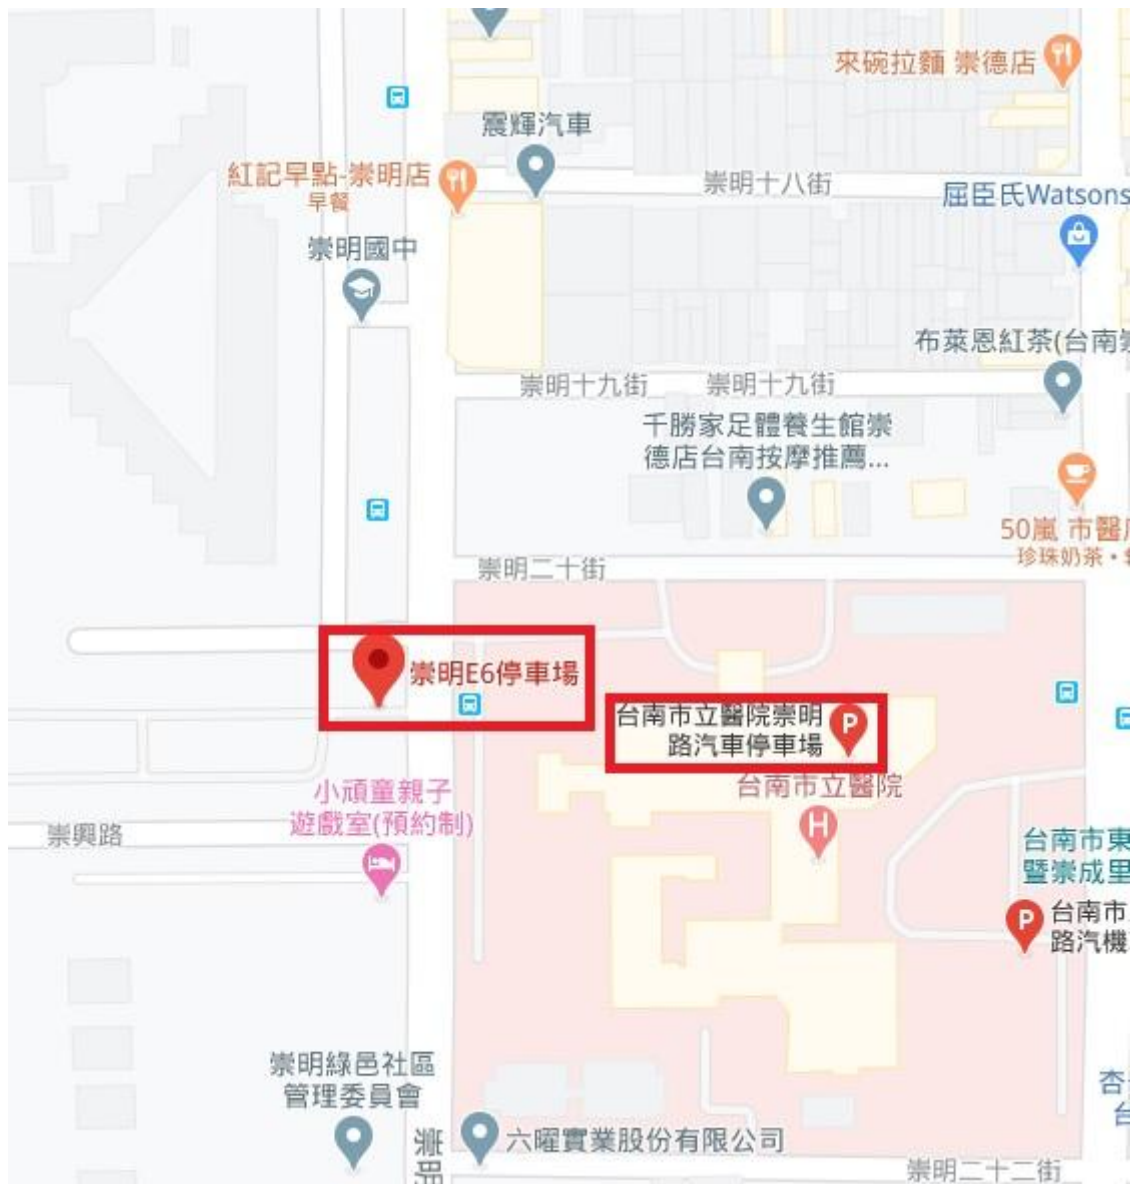 來碗拉麵 崇德店
震輝汽車
紅記早點-崇明店
早餐
崇明十八街
屈臣氏Watsons
崇明國中
布萊恩紅茶(台南崇
崇明十九街
崇明十九街
千勝家足體養生館崇
德店台南按摩推薦...
50嵐 市醫店
珍珠奶茶・
崇明二十街
崇明E6停車場
台南市立醫院崇明
路汽車停車場
P
台南市立醫院
H
小頑童親子
遊戲室(預約制)
崇興路
台南市東
暨崇成里
P
台南市
路汽機
崇明綠邑社區
管理委員會
杏
台
崇明
六曜實業股份有限公司
崇明二十二街